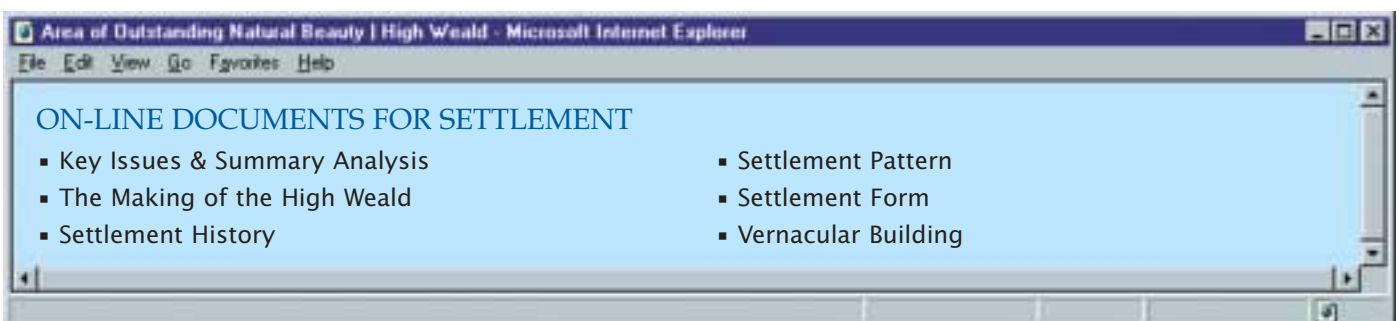 Area of Outstanding Natural Beauty | High Weald - Microsoft Internet Explorer
File Edit View Go Favorites Help
ON-LINE DOCUMENTS FOR SETTLEMENT
▪ Key Issues & Summary Analysis
▪ The Making of the High Weald
▪ Settlement History
▪ Settlement Pattern
▪ Settlement Form
▪ Vernacular Building